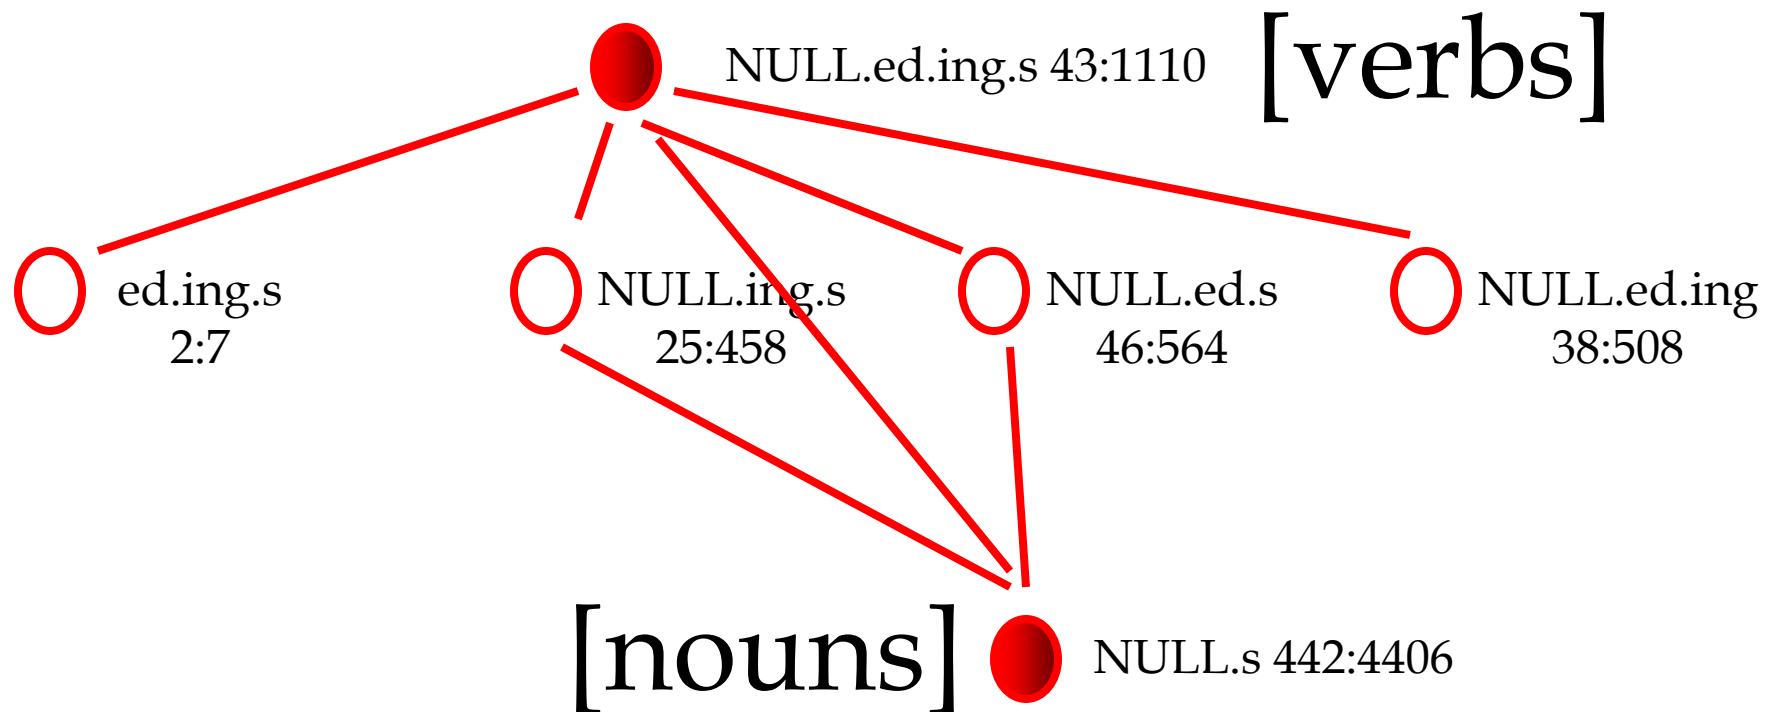 NULL.ed.ing.s 43:1110 [verbs]
ed.ing.s
2:7
NULL.ing.s
25:458
NULL.ed.s
46:564
NULL.ed.ing
38:508
[nouns] NULL.s 442:4406